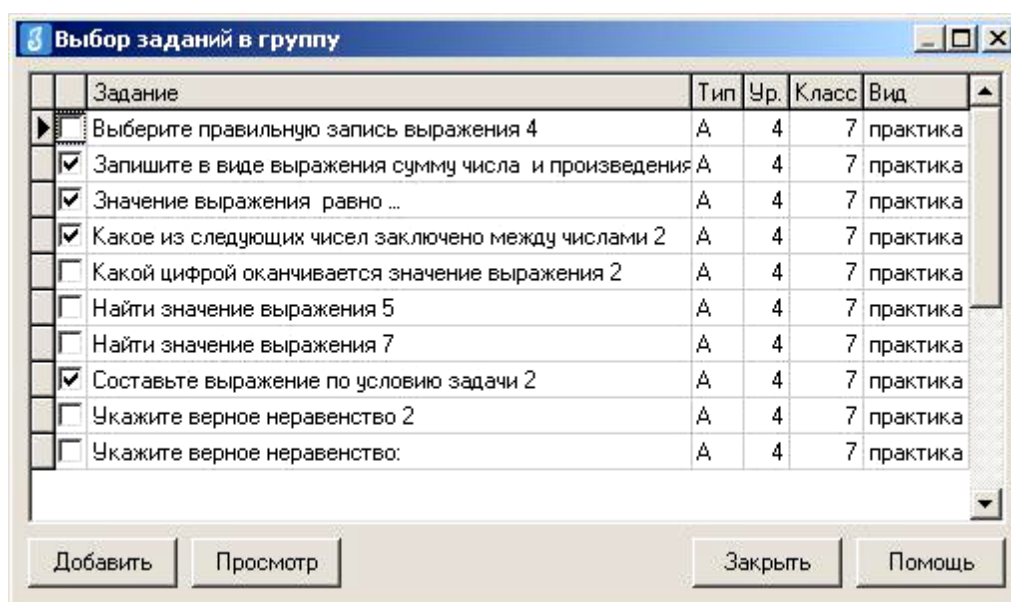 Выбор заданий в группу
Задание Тип Ур. Класс Вид
Выберите правильную запись выражения 4 А 4 7 практика
Запишите в виде выражения сумму числа и произведения А 4 7 практика
Значение выражения равно ... А 4 7 практика
Какое из следующих чисел заключено между числами 2 А 4 7 практика
Какой цифрой оканчивается значение выражения 2 А 4 7 практика
Найти значение выражения 5 А 4 7 практика
Найти значение выражения 7 А 4 7 практика
Составьте выражение по условию задачи 2 А 4 7 практика
Укажите верное неравенство 2 А 4 7 практика
Укажите верное неравенство: А 4 7 практика
Добавить Просмотр Закрыть Помощь